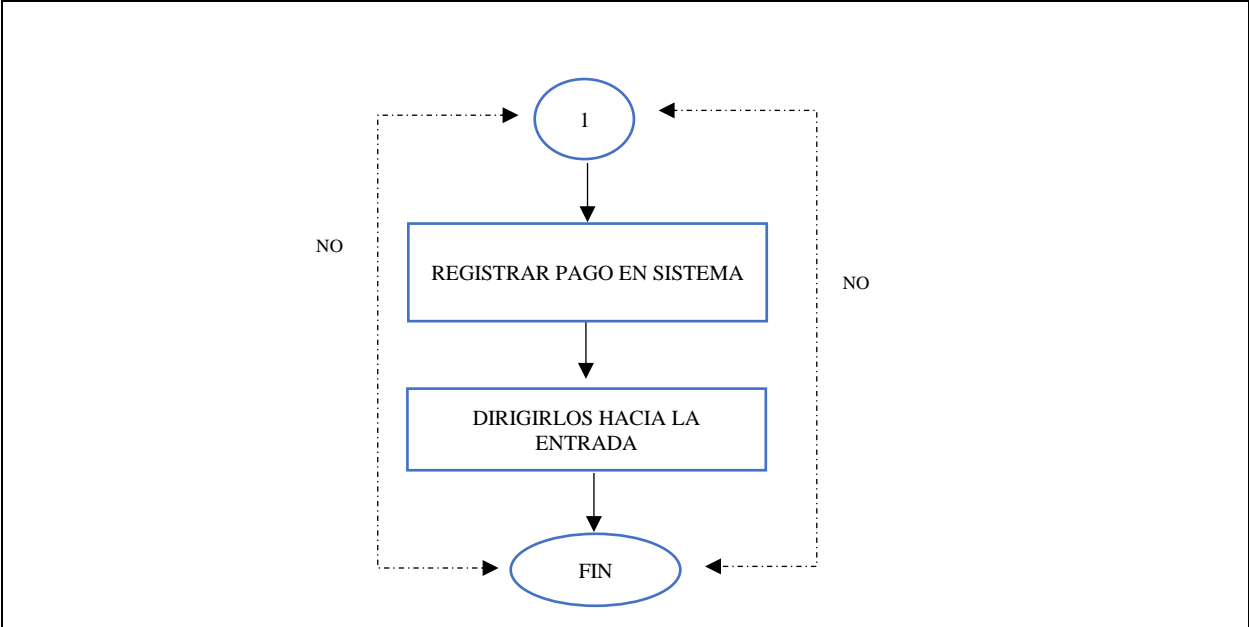 1
NO
REGISTRAR PAGO EN SISTEMA
NO
DIRIGIRLOS HACIA LA
ENTRADA
FIN